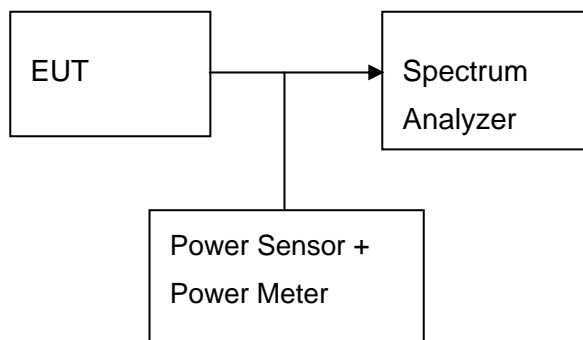 EUT
Spectrum
Analyzer
Power Sensor +
Power Meter